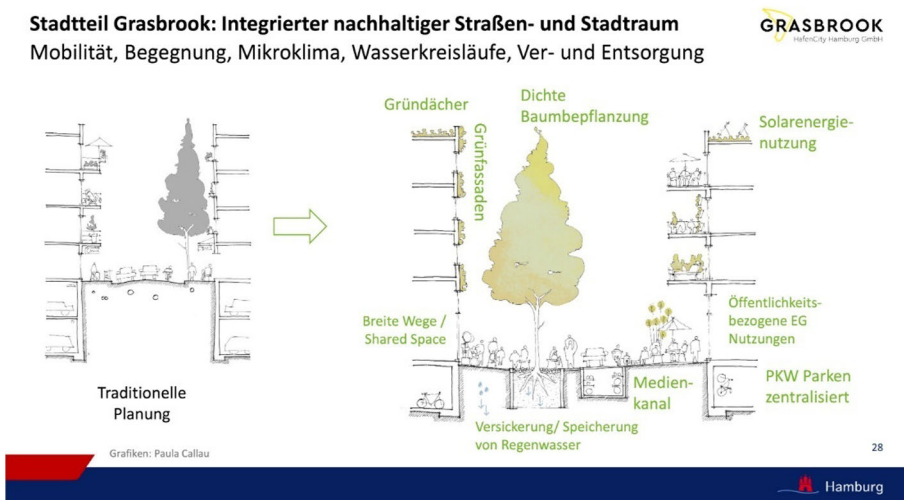 Stadtteil Grasbrook: Integrierter nachhaltiger Straßen- und Stadtraum
Mobilität, Begegnung, Mikroklima, Wasserkreisläufe, Ver- und Entsorgung
GRASBROOK
HafenCity Hamburg GmbH
Gründächer
Grünfassaden
Dichte
Baumbepflanzung
Solarenergie-
nutzung
Breite Wege /
Shared Space
Öffentlichkeits-
bezogene EG
Nutzungen
Traditionelle
Planung
Medien-
kanal
PKW Parken
zentralisiert
Versickerung/ Speicherung
von Regenwasser
Grafiken: Paula Callau
28
Hamburg